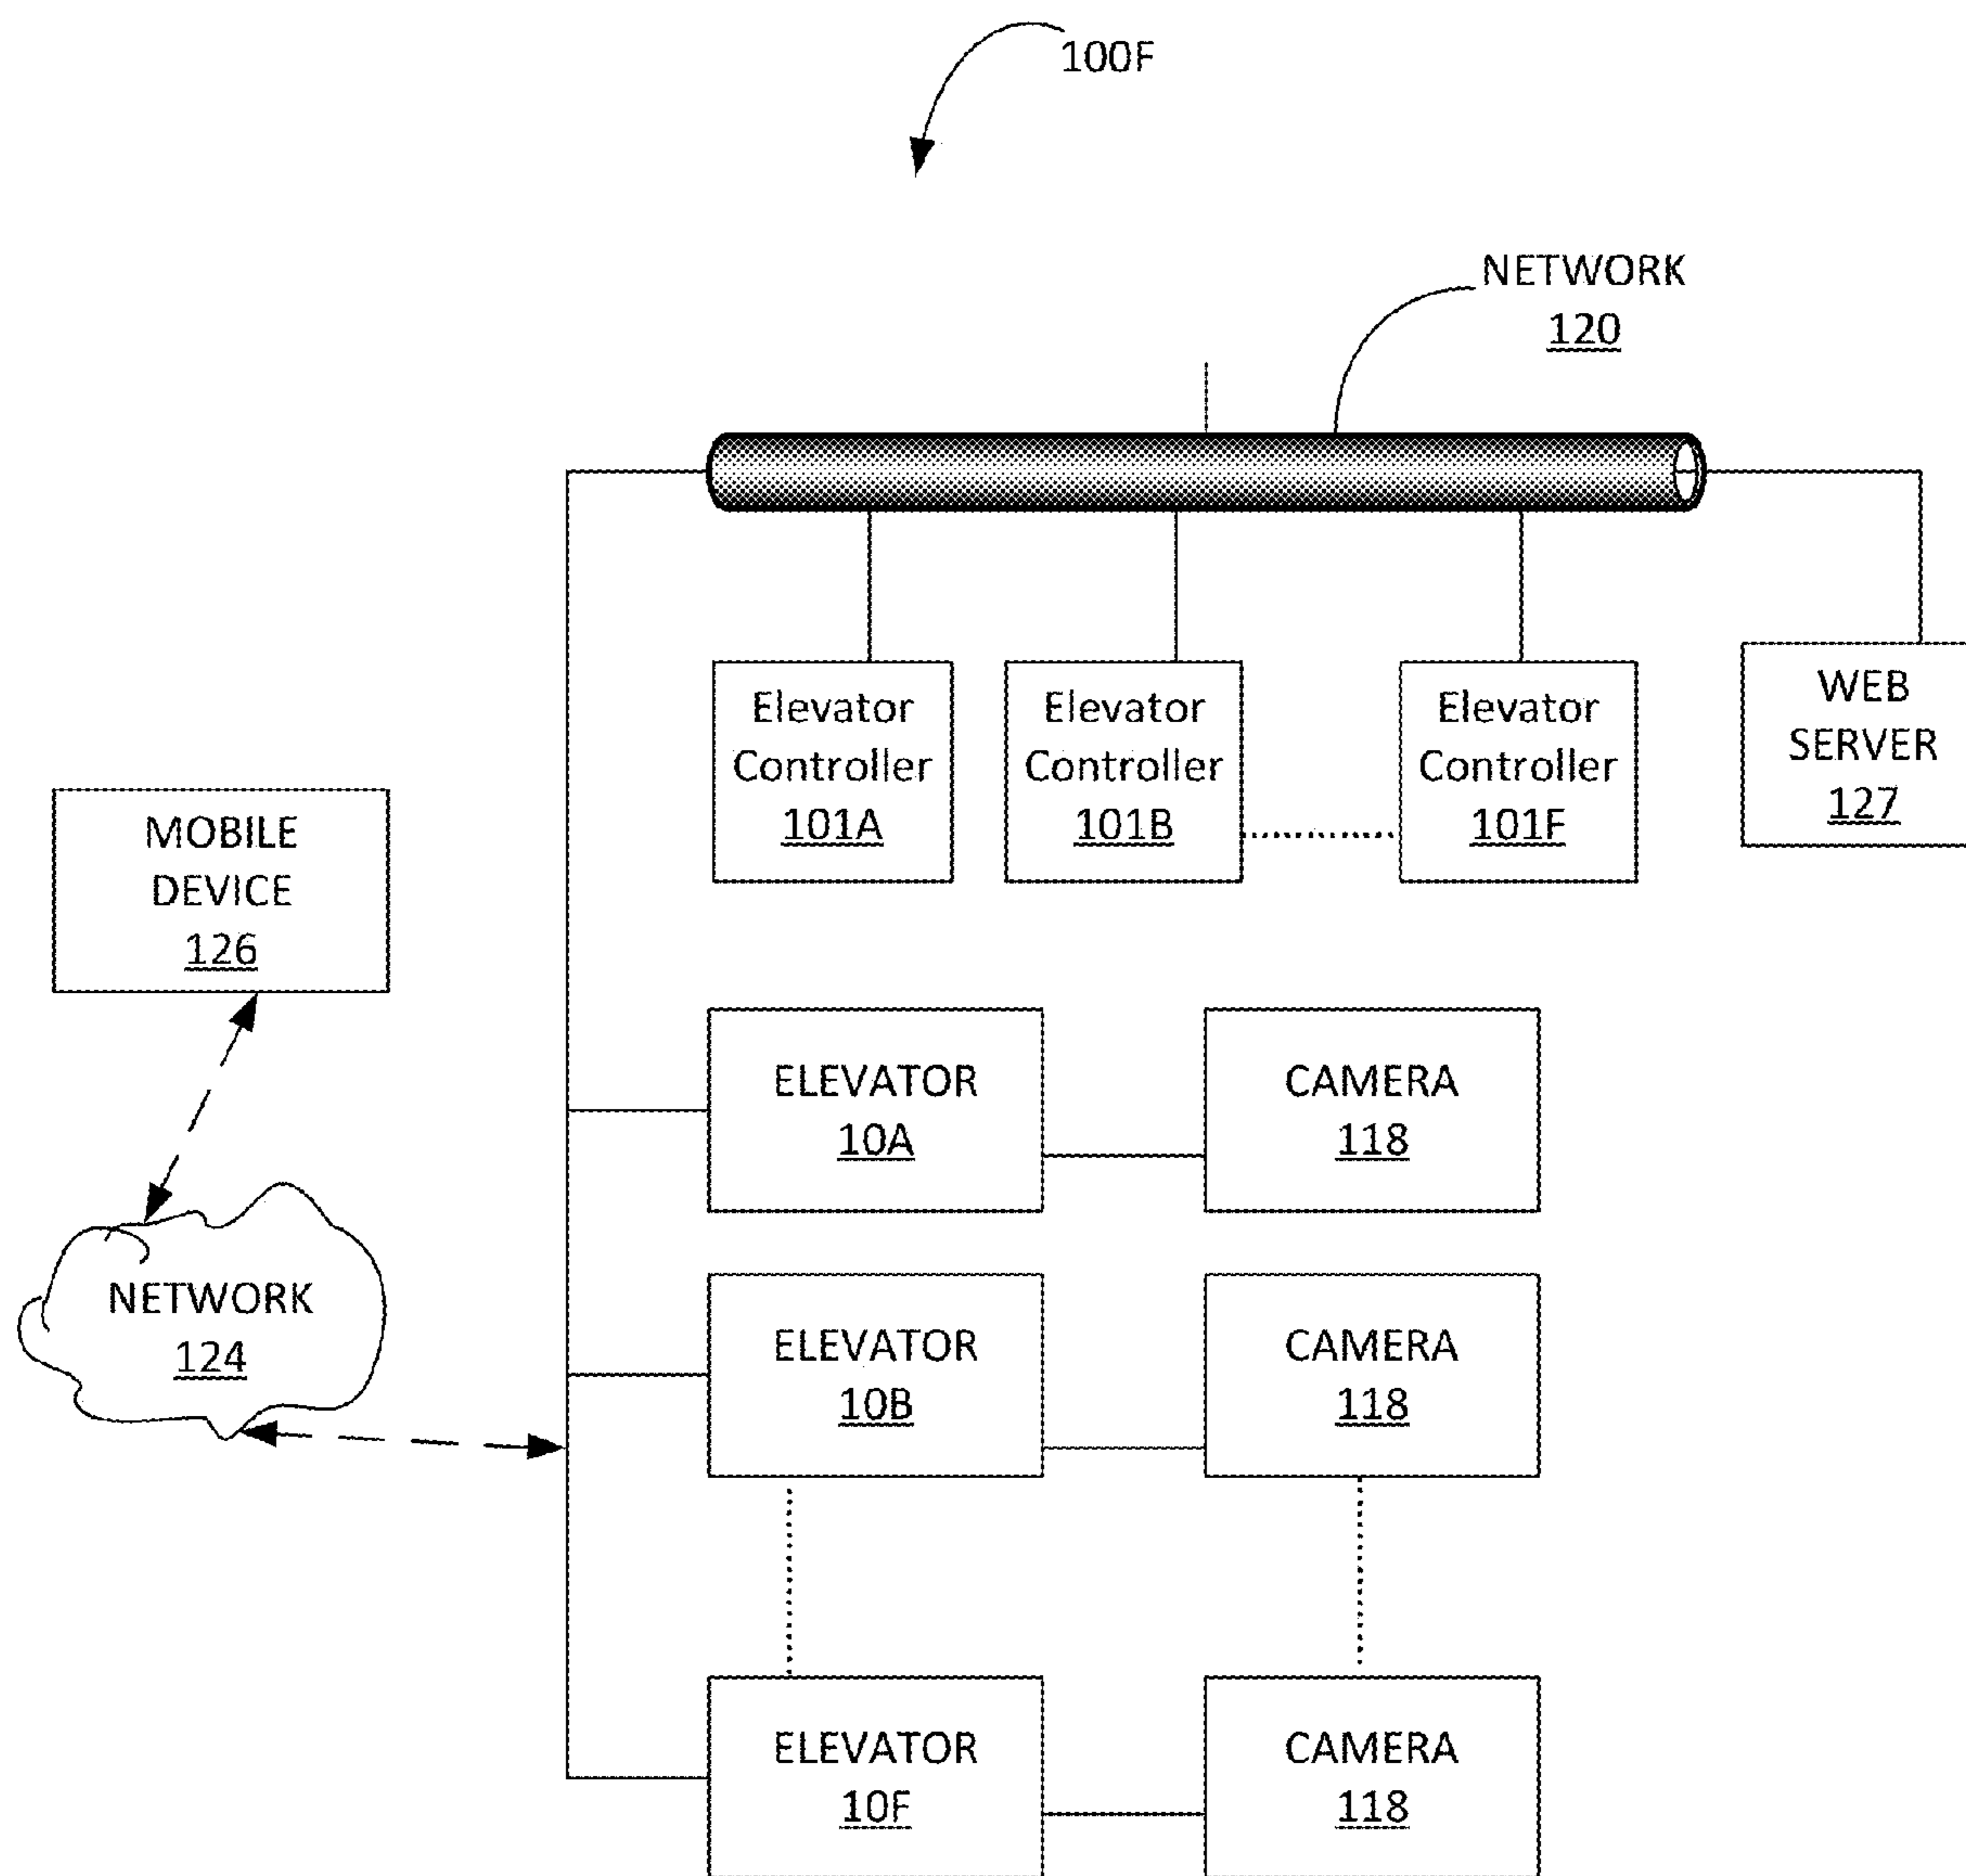 100F
NETWORK
120
Elevator
Controller
101A
Elevator
Controller
101B
Elevator
Controller
101F
WEB
SERVER
127
MOBILE
DEVICE
126
ELEVATOR
10A
CAMERA
118
NETWORK
124
ELEVATOR
10B
CAMERA
118
ELEVATOR
10F
CAMERA
118